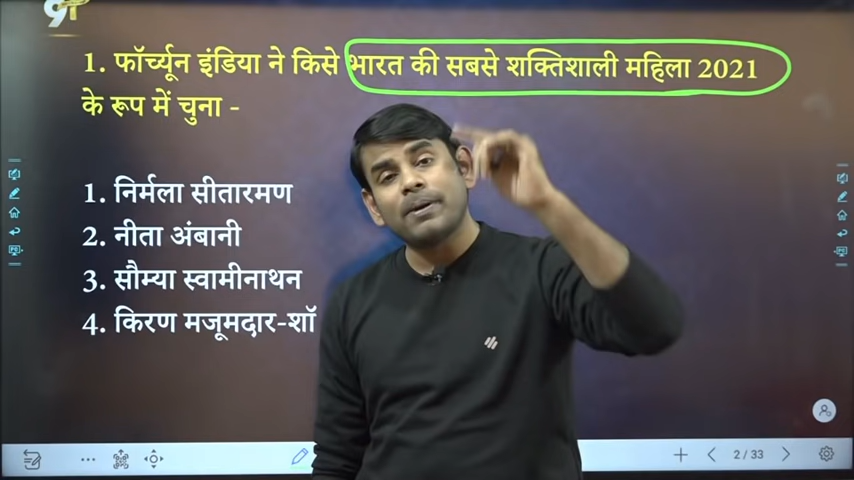 1. फॉर्च्यून इंडिया ने किसे भारत की सबसे शक्तिशाली महिला 2021
के रूप में चुना -
1. निर्मला सीतारमण
2. नीता अंबानी
3. सौम्या स्वामीनाथन
4. किरण मजूमदार-शॉ
2 / 33